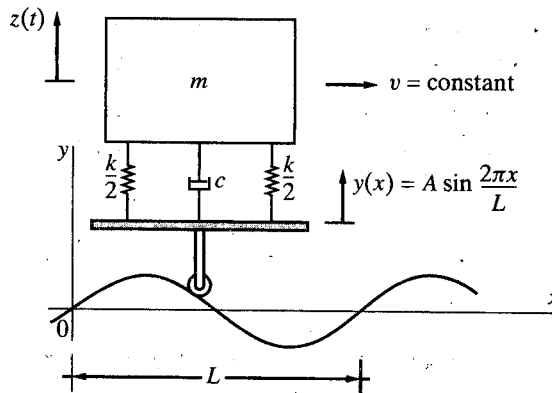 z(t)
m
v = constant
y
k/2
c
k/2
y(x) = A sin 2πx/L
0
x
L